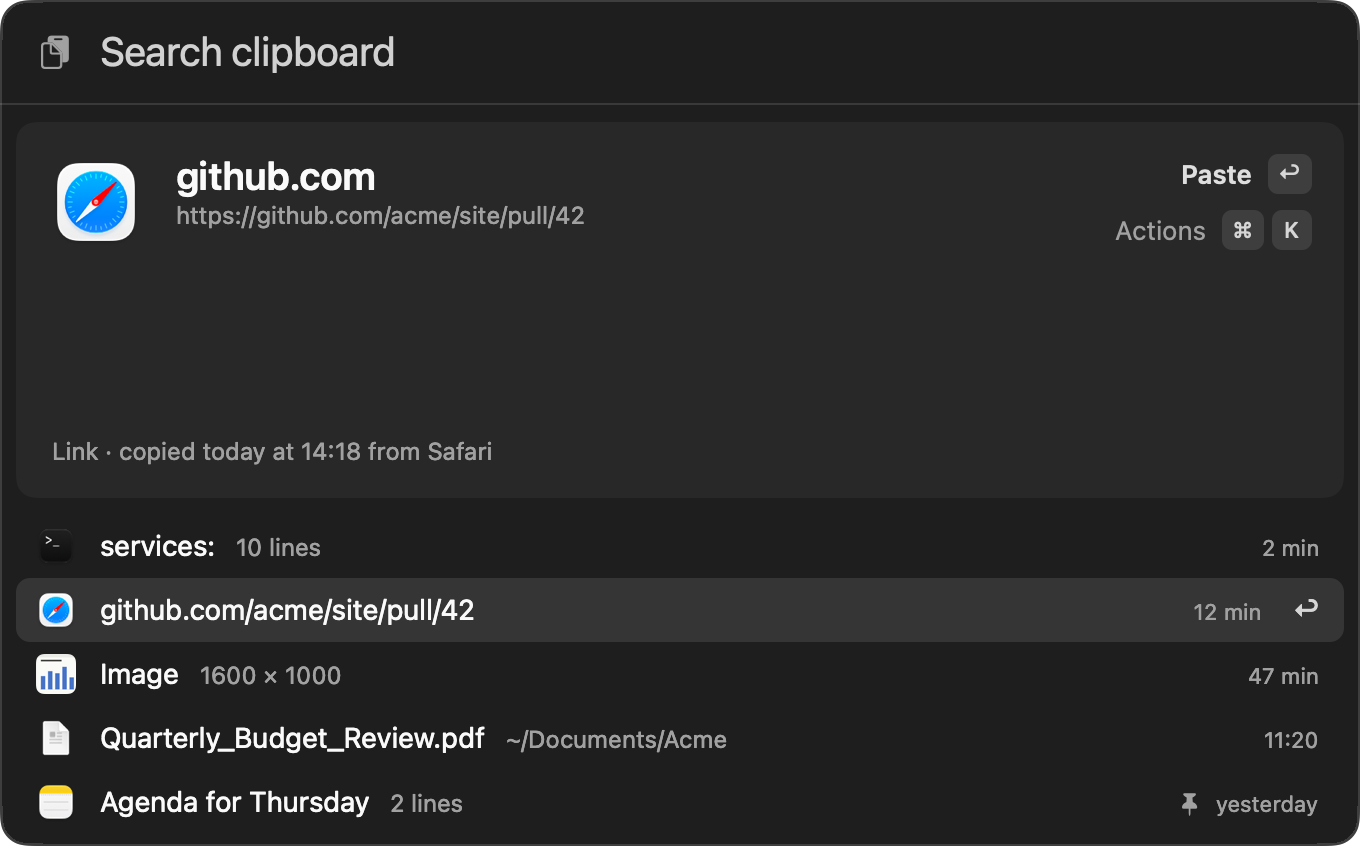 Search clipboard
github.com
https://github.com/acme/site/pull/42
Paste ↩
Actions ⌘ K
Link · copied today at 14:18 from Safari
services: 10 lines 2 min
github.com/acme/site/pull/42 12 min ↩
Image 1600 × 1000 47 min
Quarterly_Budget_Review.pdf ~/Documents/Acme 11:20
Agenda for Thursday 2 lines yesterday